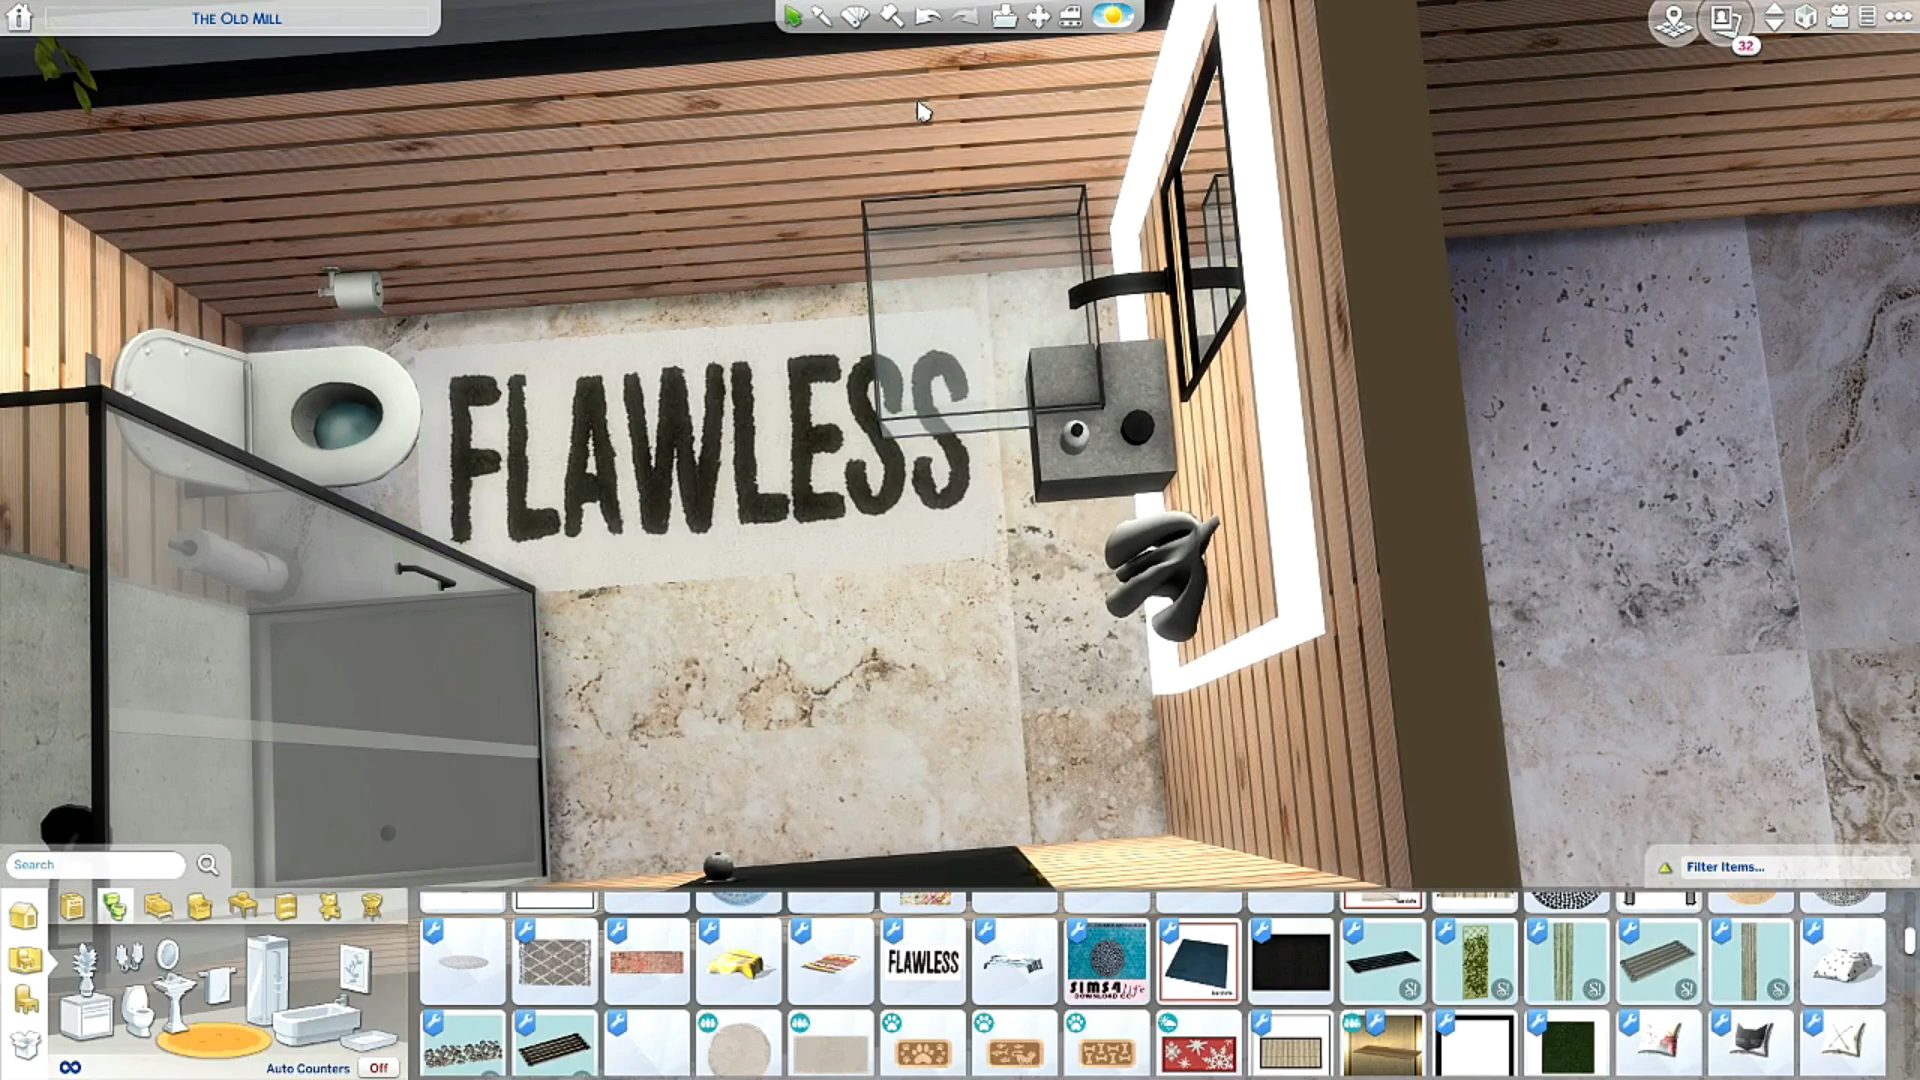 THE OLD MILL
32
FLAWLESS
Search
Filter Items...
FLAWLESS
SIMS4
Auto Counters Off